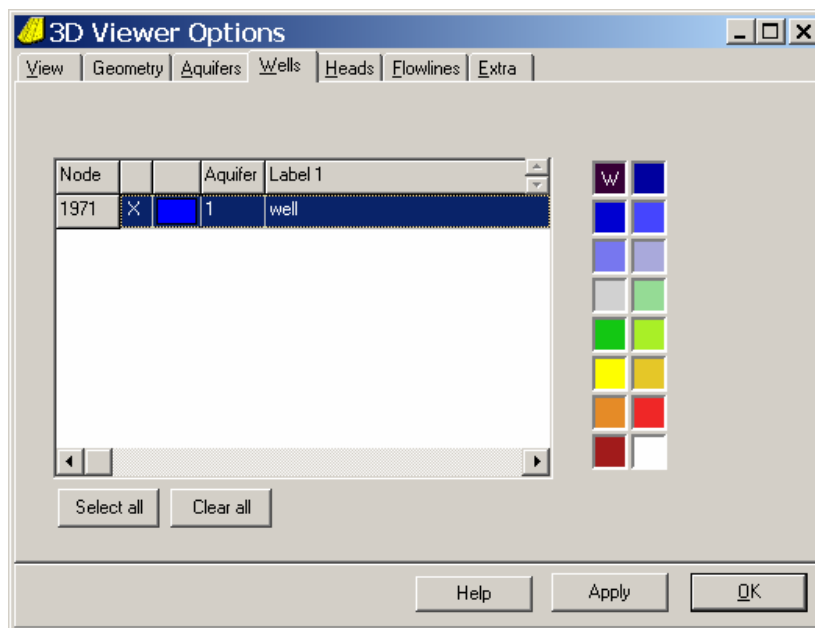 3D Viewer Options
View Geometry Aquifers Wells Heads Flowlines Extra
Node Aquifer Label 1
1971 X 1 well
W
Select all Clear all
Help Apply OK